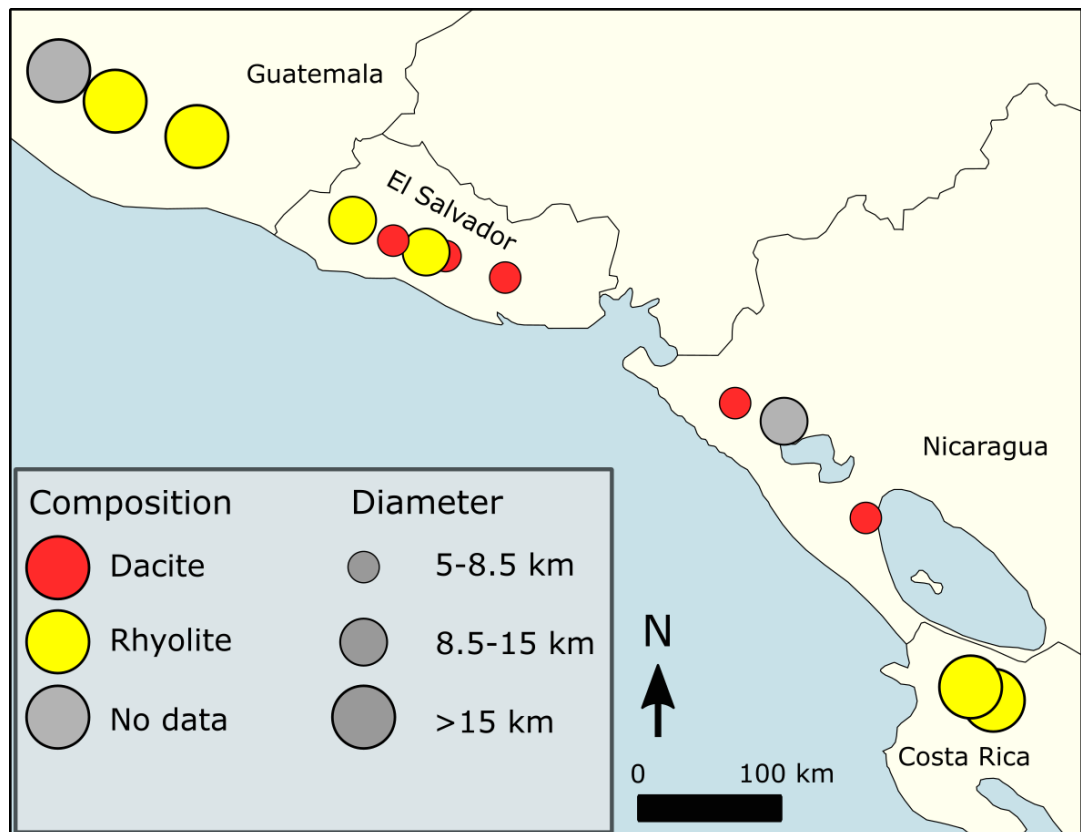 Guatemala
El Salvador
Nicaragua
Costa Rica
Composition
Dacite
Rhyolite
No data
Diameter
5-8.5 km
8.5-15 km
>15 km
N
0 100 km